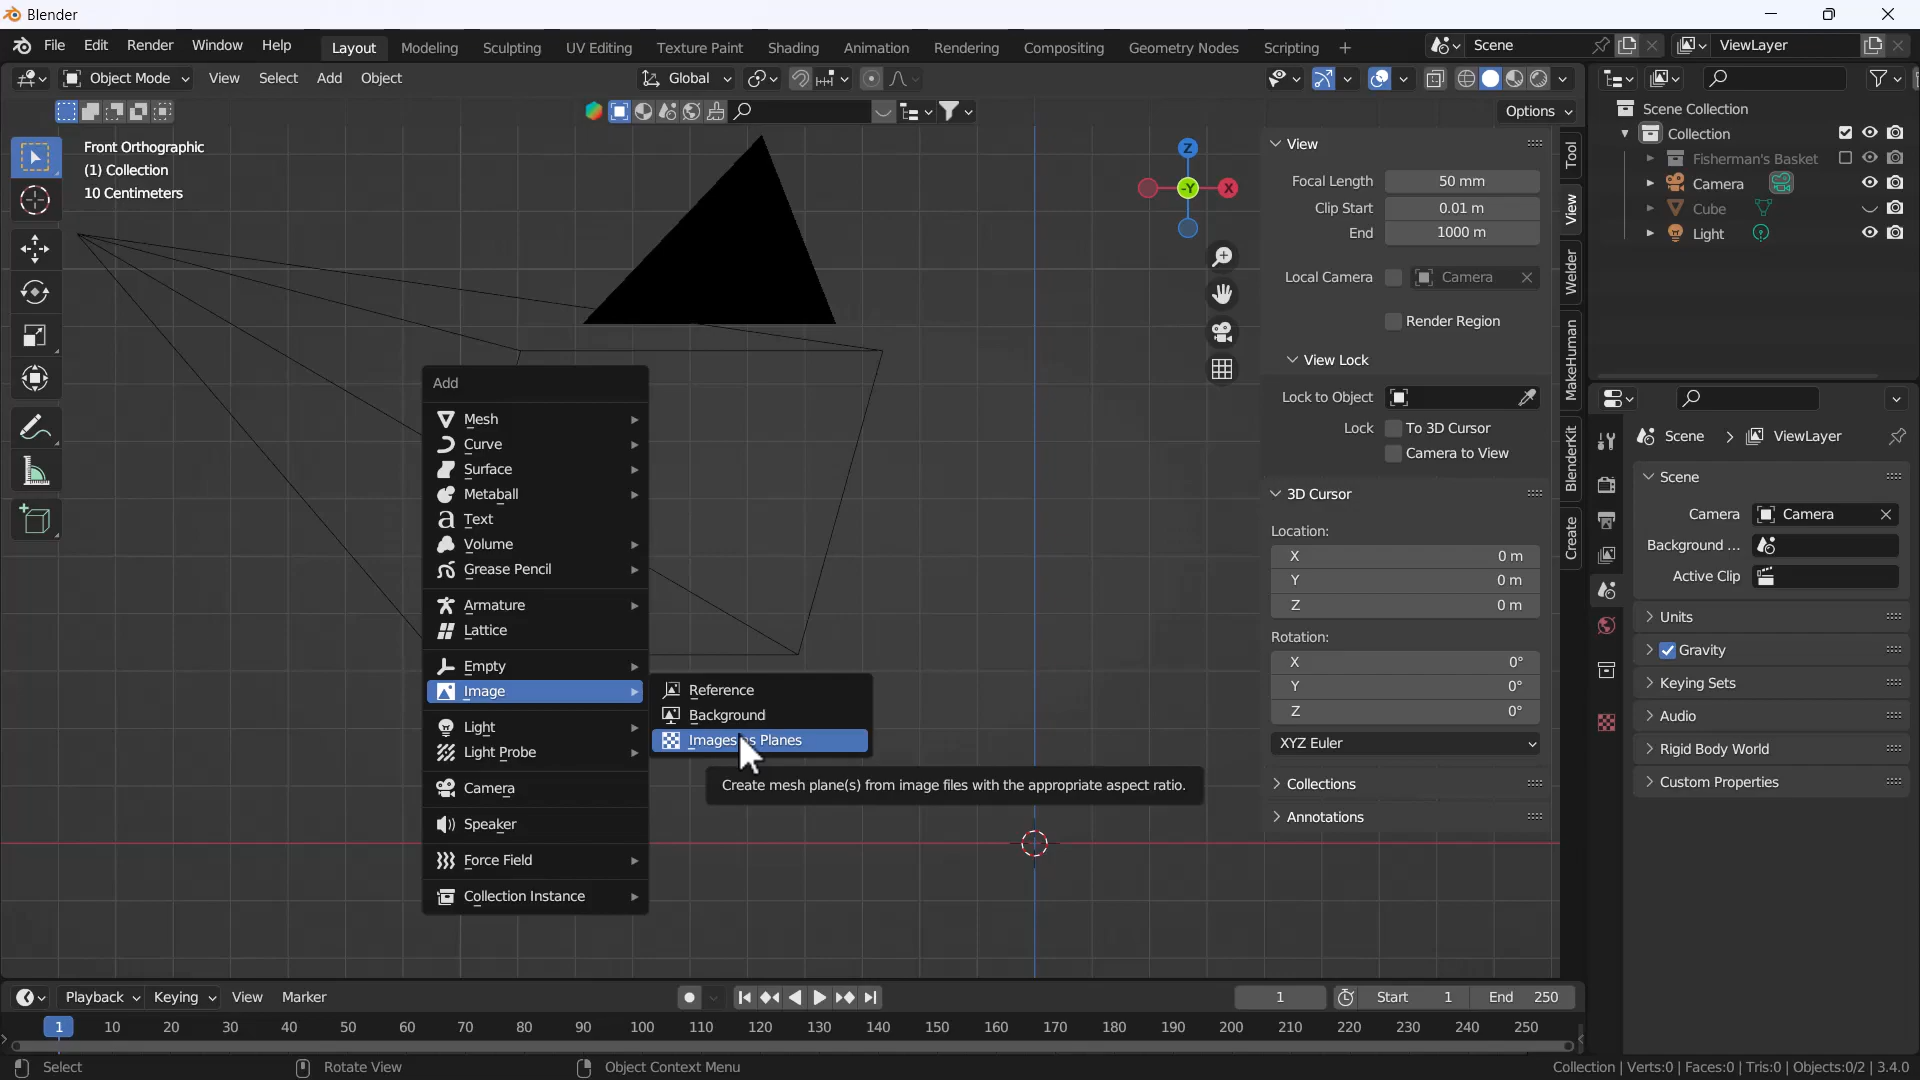 Blender
File Edit Render Window Help Layout Modeling Sculpting UV Editing Texture Paint Shading Animation Rendering Compositing Geometry Nodes Scripting + Scene ViewLayer
Object Mode View Select Add Object Global
Options
Front Orthographic
(1) Collection
10 Centimeters
Z
-Y
X
Add
Mesh
Curve
Surface
Metaball
Text
Volume
Grease Pencil
Armature
Lattice
Empty
Image
Light
Light Probe
Camera
Speaker
Force Field
Collection Instance
Reference
Background
Images as Planes
Create mesh plane(s) from image files with the appropriate aspect ratio.
View
Focal Length 50 mm
Clip Start 0.01 m
End 1000 m
Local Camera Camera
Render Region
View Lock
Lock to Object
Lock To 3D Cursor
Camera to View
3D Cursor
Location:
X 0 m
Y 0 m
Z 0 m
Rotation:
X 0°
Y 0°
Z 0°
XYZ Euler
Collections
Annotations
Tool
View
Welder
MakeHuman
BlenderKit
Create
Scene Collection
Collection
Fisherman's Basket
Camera
Cube
Light
Scene ViewLayer
Scene
Camera Camera
Background ...
Active Clip
Units
Gravity
Keying Sets
Audio
Rigid Body World
Custom Properties
Playback Keying View Marker 1 Start 1 End 250
1 10 20 30 40 50 60 70 80 90 100 110 120 130 140 150 160 170 180 190 200 210 220 230 240 250
Select Rotate View Object Context Menu Collection | Verts:0 | Faces:0 | Tris:0 | Objects:0/2 | 3.4.0